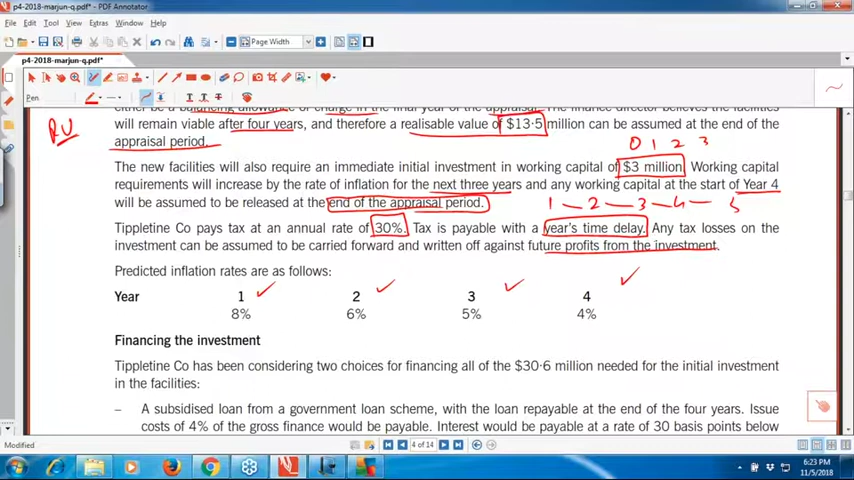 p4-2018-marjun-q.pdf* - PDF Annotator
File Edit Tool View Extras Window Help
Page Width
p4-2018-marjun-q.pdf*
Pen
either be a balancing allowance or charge in the final year of the appraisal. The finance director believes the facilities
RV will remain viable after four years, and therefore a realisable value of $13·5 million can be assumed at the end of the
appraisal period. 0 1 2 3
The new facilities will also require an immediate initial investment in working capital of $3 million. Working capital
requirements will increase by the rate of inflation for the next three years and any working capital at the start of Year 4
will be assumed to be released at the end of the appraisal period. 1 — 2 — 3 — 4 — 5
Tippletine Co pays tax at an annual rate of 30%. Tax is payable with a year's time delay. Any tax losses on the
investment can be assumed to be carried forward and written off against future profits from the investment.
Predicted inflation rates are as follows:
Year 1 2 3 4
8% 6% 5% 4%
Financing the investment
Tippletine Co has been considering two choices for financing all of the $30·6 million needed for the initial investment
in the facilities:
– A subsidised loan from a government loan scheme, with the loan repayable at the end of the four years. Issue
costs of 4% of the gross finance would be payable. Interest would be payable at a rate of 30 basis points below
Modified
4 of 14
6:23 PM
11/5/2018